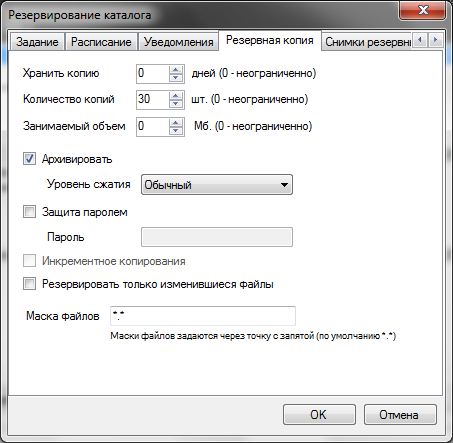 Резервирование каталога
Задание Расписание Уведомления Резервная копия Снимки резервны
Хранить копию 0 дней (0 - неограниченно)
Количество копий 30 шт. (0 - неограниченно)
Занимаемый объем 0 Мб. (0 - неограниченно)
Архивировать
Уровень сжатия Обычный
Защита паролем
Пароль
Инкрементное копирования
Резервировать только изменившиеся файлы
Маска файлов *.*
Маски файлов задаются через точку с запятой (по умолчанию *.*)
OK Отмена